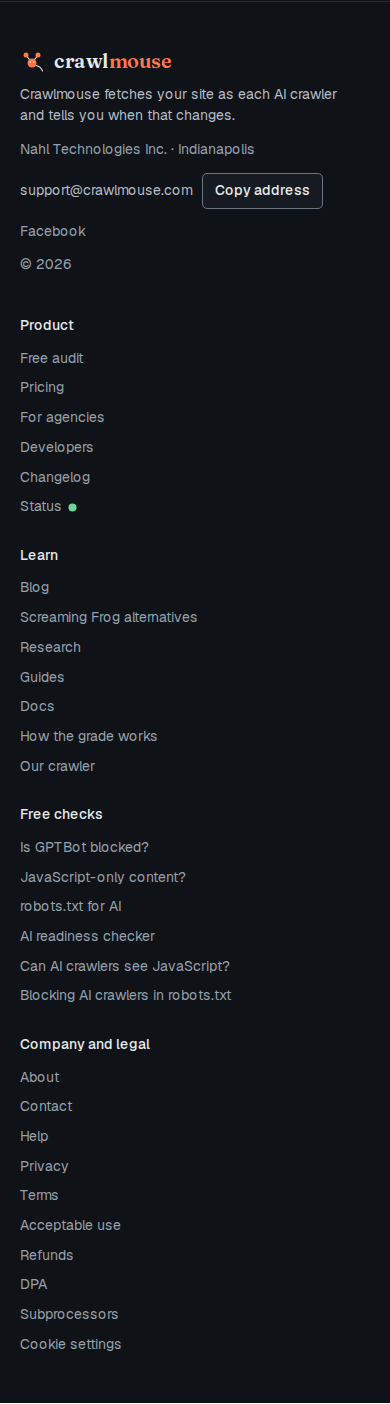 crawlmouse
Crawlmouse fetches your site as each AI crawler
and tells you when that changes.
Nahl Technologies Inc. · Indianapolis
support@crawlmouse.com Copy address
Facebook
© 2026
Product
Free audit
Pricing
For agencies
Developers
Changelog
Status
Learn
Blog
Screaming Frog alternatives
Research
Guides
Docs
How the grade works
Our crawler
Free checks
Is GPTBot blocked?
JavaScript-only content?
robots.txt for AI
AI readiness checker
Can AI crawlers see JavaScript?
Blocking AI crawlers in robots.txt
Company and legal
About
Contact
Help
Privacy
Terms
Acceptable use
Refunds
DPA
Subprocessors
Cookie settings